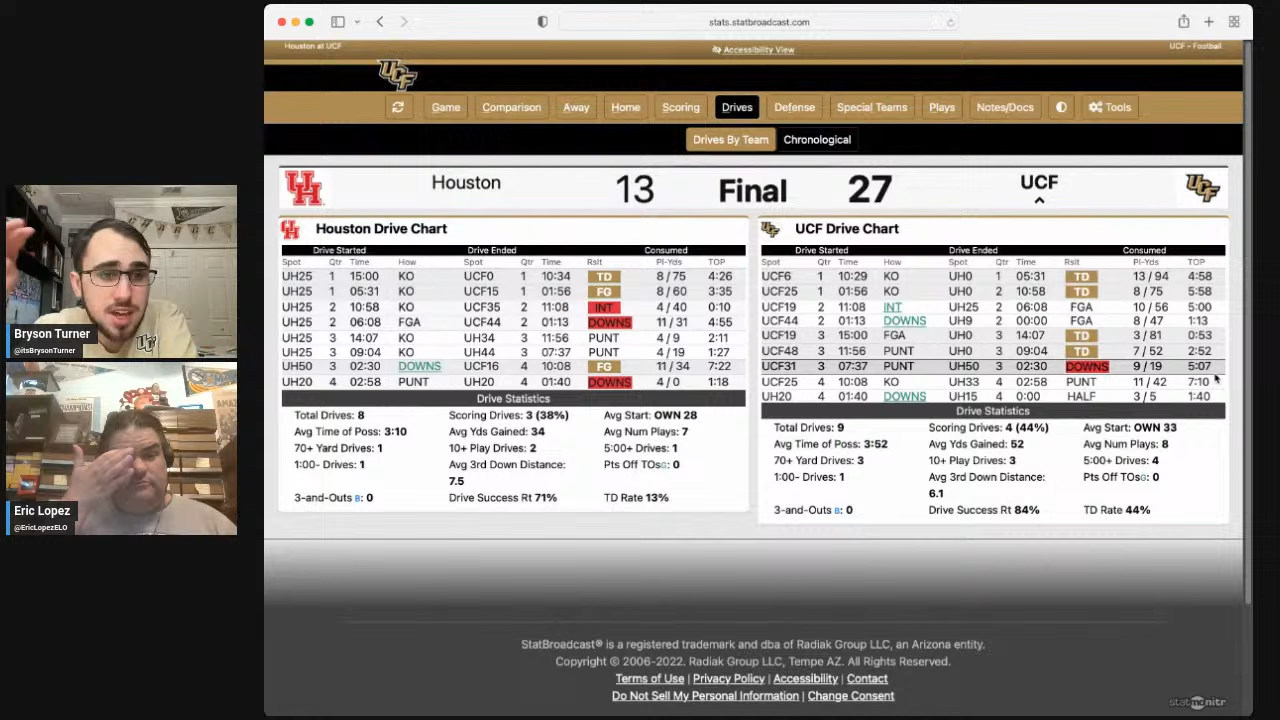 stats.statbroadcast.com
Houston at UCF
Accessibility View
UCF - Football
UCF
Game Comparison Away Home Scoring Drives Defense Special Teams Plays Notes/Docs Tools
Drives By Team Chronological
Houston 13 Final 27 UCF
Houston Drive Chart
Drive Started Drive Ended Consumed
Spot Qtr Time How Spot Qtr Time Rslt Pl-Yds TOP
UH25 1 15:00 KO UCF0 1 10:34 TD 8 / 75 4:26
UH25 1 05:31 KO UCF15 1 01:56 FG 8 / 60 3:35
UH25 2 10:58 KO UCF35 2 11:08 INT 4 / 40 0:10
UH25 2 06:08 FGA UCF44 2 01:13 DOWNS 11 / 31 4:55
UH25 3 14:07 KO UH34 3 11:56 PUNT 4 / 9 2:11
UH25 3 09:04 KO UH44 3 07:37 PUNT 4 / 19 1:27
UH50 3 02:30 DOWNS UCF16 4 10:08 FG 11 / 34 7:22
UH20 4 02:58 PUNT UH20 4 01:40 DOWNS 4 / 0 1:18
Drive Statistics
Total Drives: 8 Scoring Drives: 3 (38%) Avg Start: OWN 28
Avg Time of Poss: 3:10 Avg Yds Gained: 34 Avg Num Plays: 7
70+ Yard Drives: 1 10+ Play Drives: 2 5:00+ Drives: 1
1:00- Drives: 1 Avg 3rd Down Distance: Pts Off TOs: 0
7.5
3-and-Outs B: 0 Drive Success Rt 71% TD Rate 13%
UCF Drive Chart
Drive Started Drive Ended Consumed
Spot Qtr Time How Spot Qtr Time Rslt Pl-Yds TOP
UCF6 1 10:29 KO UH0 1 05:31 TD 13 / 94 4:58
UCF25 1 01:56 KO UH0 2 10:58 TD 8 / 75 5:58
UCF19 2 11:08 INT UH25 2 06:08 FGA 10 / 56 5:00
UCF44 2 01:13 DOWNS UH9 2 00:00 FGA 8 / 47 1:13
UCF19 3 15:00 FGA UH0 3 14:07 TD 3 / 81 0:53
UCF48 3 11:56 PUNT UH0 3 09:04 TD 7 / 52 2:52
UCF31 3 07:37 PUNT UH50 3 02:30 DOWNS 9 / 19 5:07
UCF25 4 10:08 KO UH33 4 02:58 PUNT 11 / 42 7:10
UH20 4 01:40 DOWNS UH15 4 0:00 HALF 3 / 5 1:40
Drive Statistics
Total Drives: 9 Scoring Drives: 4 (44%) Avg Start: OWN 33
Avg Time of Poss: 3:52 Avg Yds Gained: 52 Avg Num Plays: 8
70+ Yard Drives: 3 10+ Play Drives: 3 5:00+ Drives: 4
1:00- Drives: 1 Avg 3rd Down Distance: Pts Off TOs: 0
6.1
3-and-Outs B: 0 Drive Success Rt 84% TD Rate 44%
Bryson Turner
@itsBrysonTurner
Eric Lopez
@EricLopezELO
StatBroadcast® is a registered trademark and dba of Radiak Group LLC, an Arizona entity.
Copyright © 2006-2022. Radiak Group LLC, Tempe AZ. All Rights Reserved.
Terms of Use | Privacy Policy | Accessibility | Contact
Do Not Sell My Personal Information | Change Consent
statmonitr